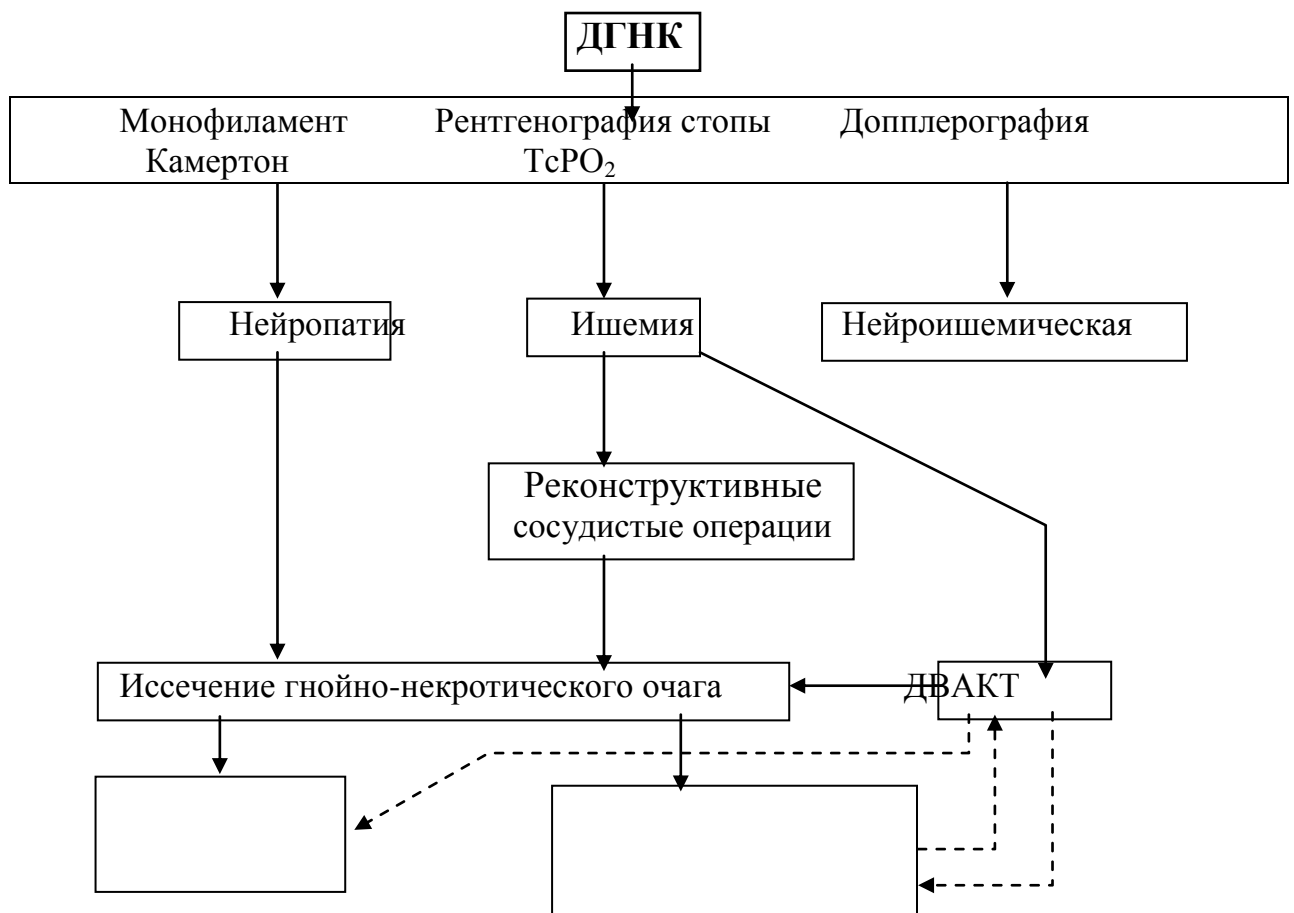 ДГНК
Монофиламент Рентгенография стопы Допплерография
Камертон TcPO₂
Нейропатия Ишемия Нейроишемическая
Реконструктивные
сосудистые операции
Иссечение гнойно-некротического очага ДВАКТ